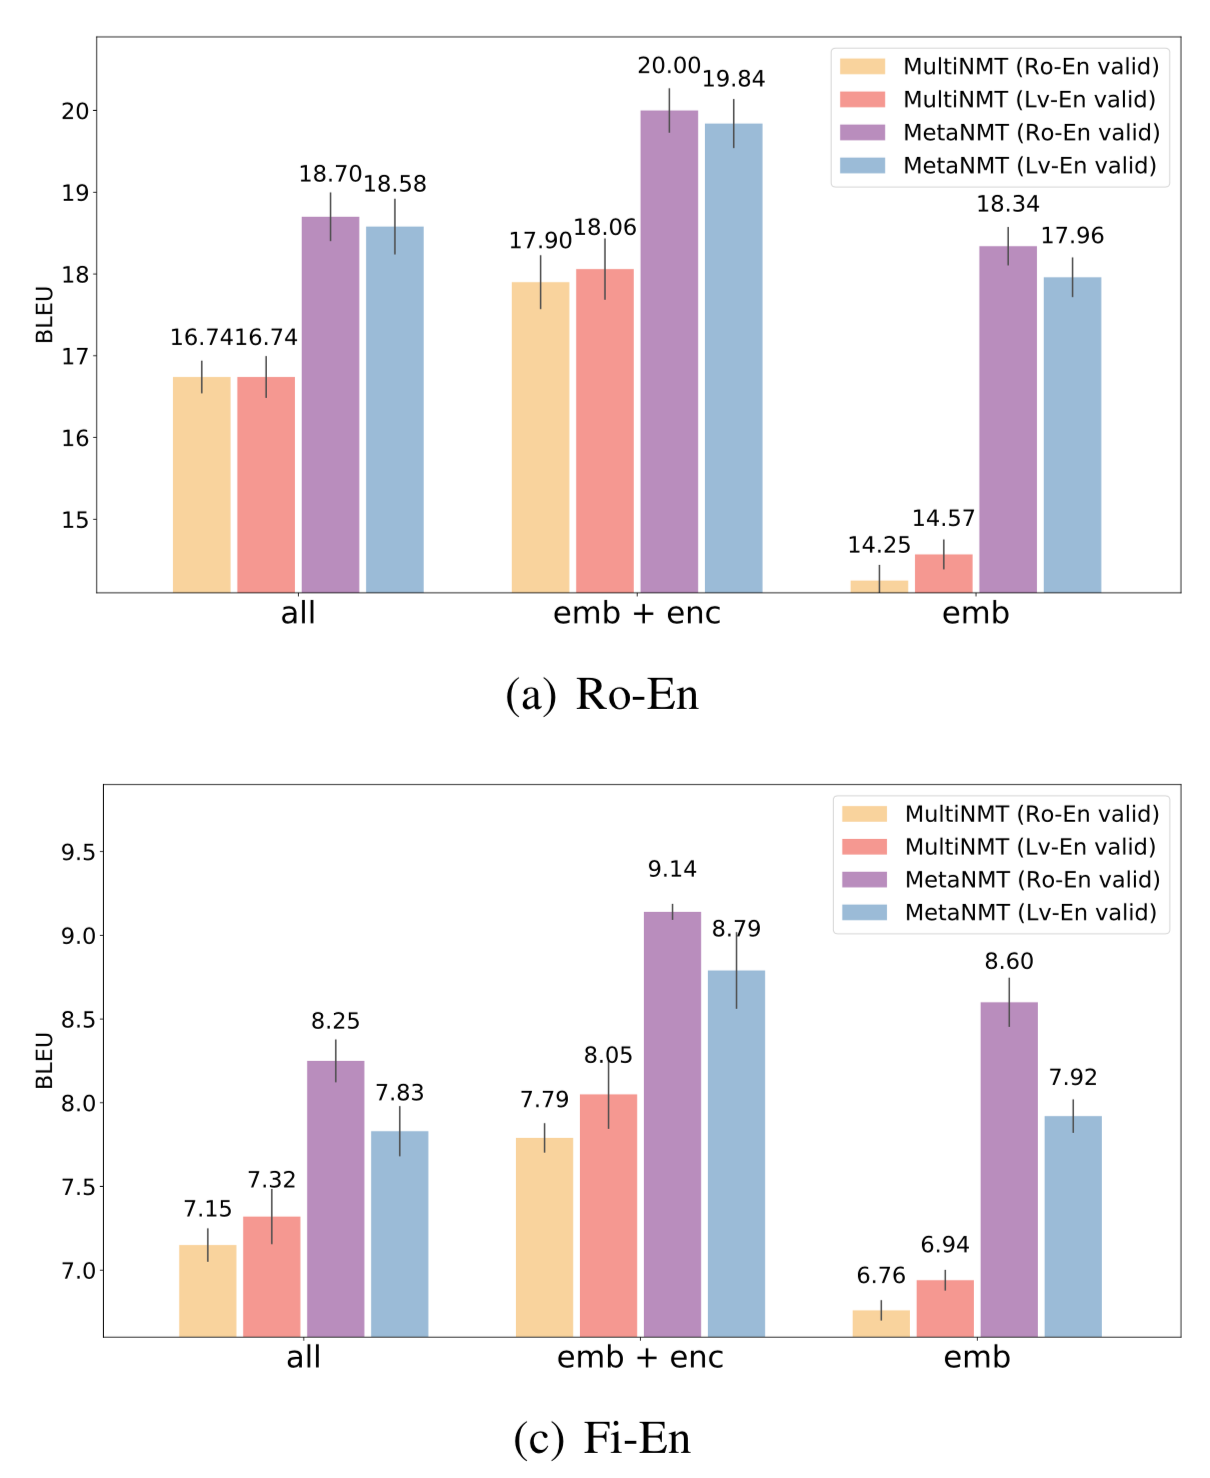 MultiNMT (Ro-En valid)
MultiNMT (Lv-En valid)
MetaNMT (Ro-En valid)
MetaNMT (Lv-En valid)
BLEU
20
19
18
17
16
15
16.74 16.74 18.70 18.58
17.90 18.06 20.00 19.84
14.25 14.57 18.34 17.96
all emb + enc emb
(a) Ro-En
MultiNMT (Ro-En valid)
MultiNMT (Lv-En valid)
MetaNMT (Ro-En valid)
MetaNMT (Lv-En valid)
BLEU
9.5
9.0
8.5
8.0
7.5
7.0
7.15 7.32 8.25 7.83
7.79 8.05 9.14 8.79
6.76 6.94 8.60 7.92
all emb + enc emb
(c) Fi-En